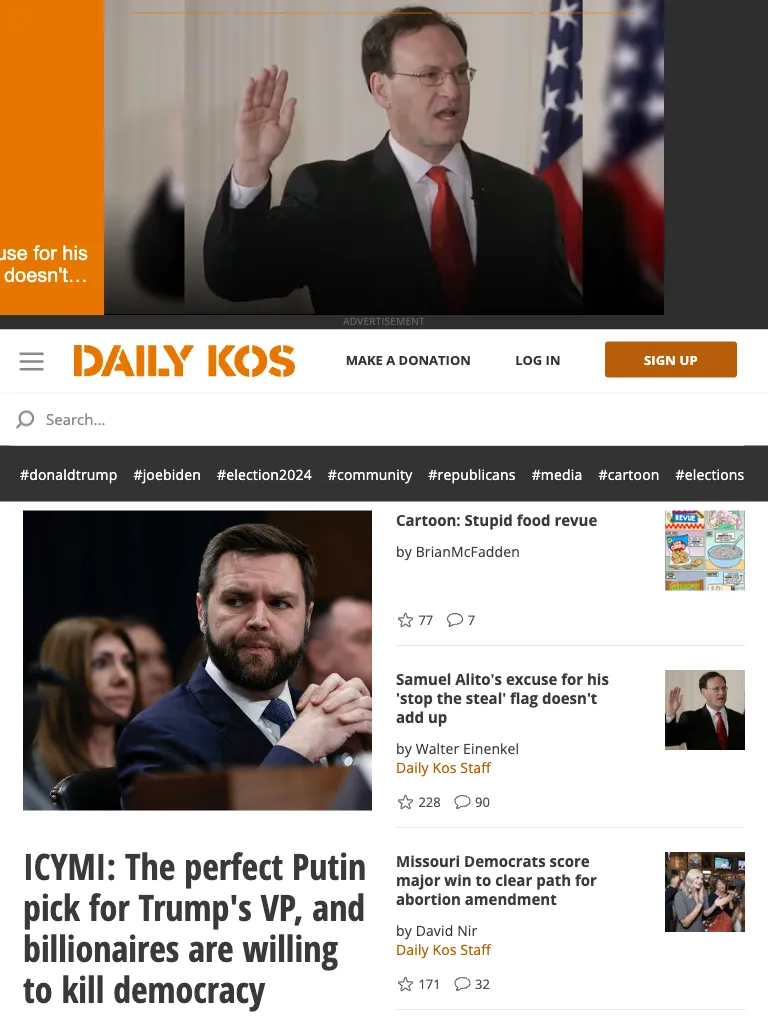 use for his
doesn't...
ADVERTISEMENT
DAILY KOS
MAKE A DONATION
LOG IN
SIGN UP
Search...
#donaldtrump #joebiden #election2024 #community #republicans #media #cartoon #elections
ICYMI: The perfect Putin
pick for Trump's VP, and
billionaires are willing
to kill democracy
Cartoon: Stupid food revue
by BrianMcFadden
77 7
REVUE
Samuel Alito's excuse for his
'stop the steal' flag doesn't
add up
by Walter Einenkel
Daily Kos Staff
228 90
Missouri Democrats score
major win to clear path for
abortion amendment
by David Nir
Daily Kos Staff
171 32